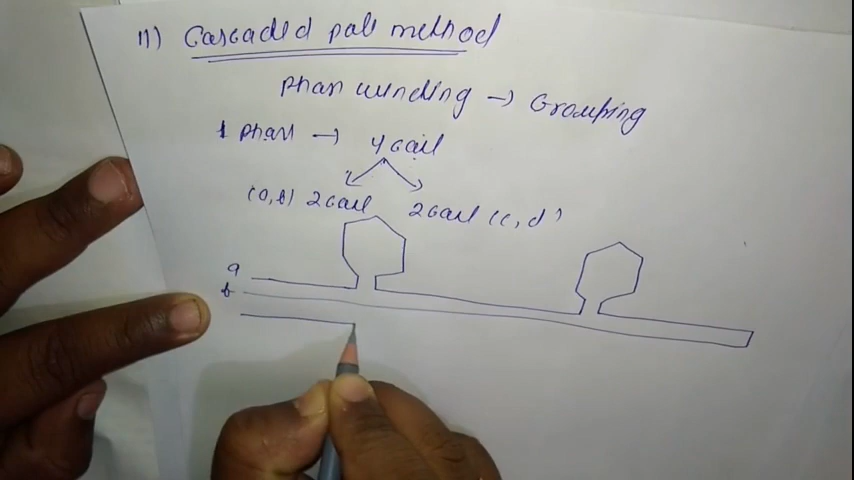 11) Cascaded pole method
phase winding → Grouping
1 phase → 4 coil
(a, b) 2 coil 2 coil (c, d)
a
b